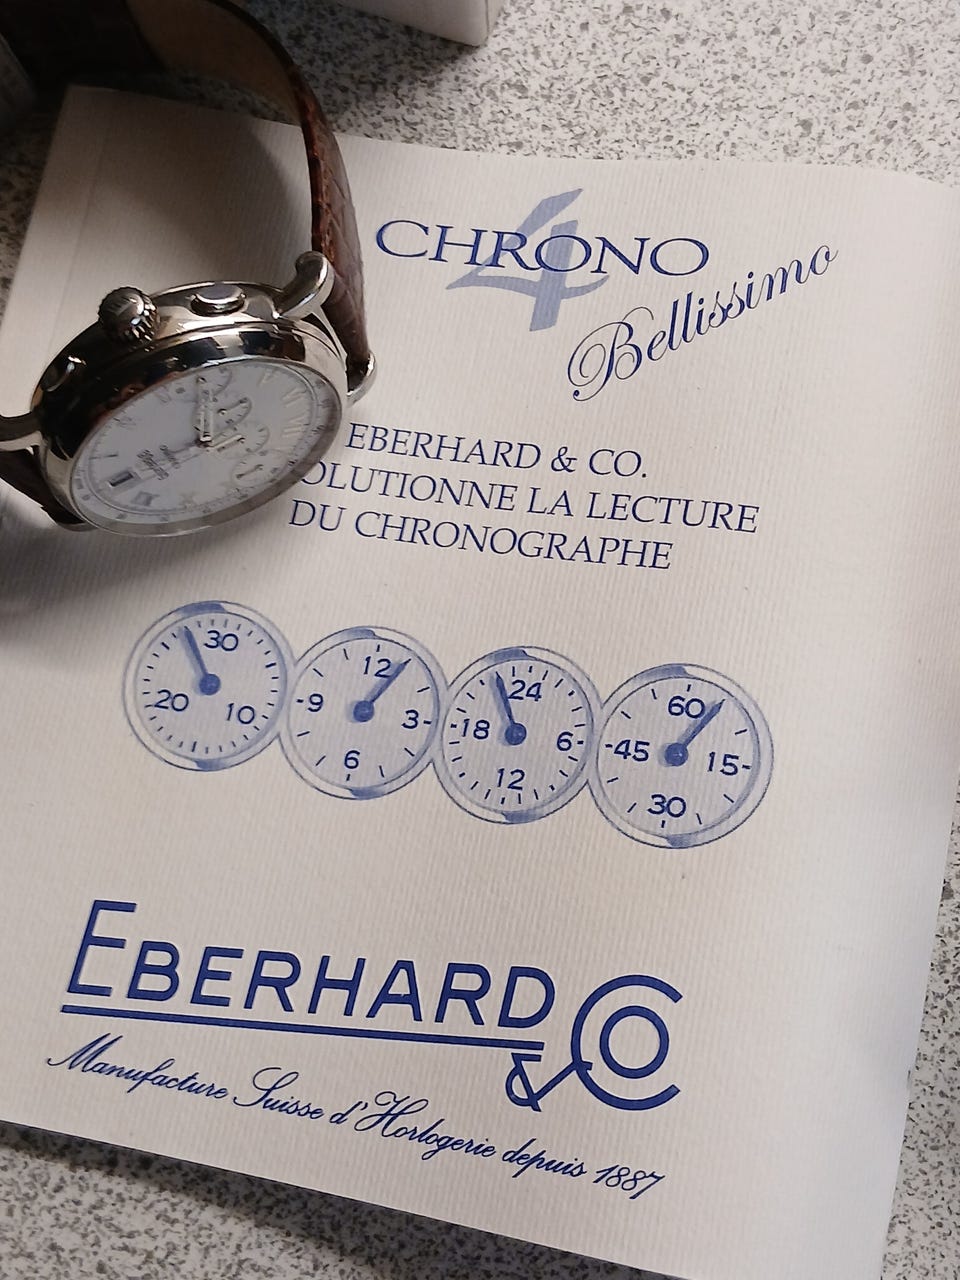 CHRONO
4
Bellissimo
EBERHARD & CO.
OLUTIONNE LA LECTURE
DU CHRONOGRAPHE
30 10 20
12 3 6 9
24 6 12 18
60 15 30 45
EBERHARD & CO
Manufacture Suisse d'Horlogerie depuis 1887